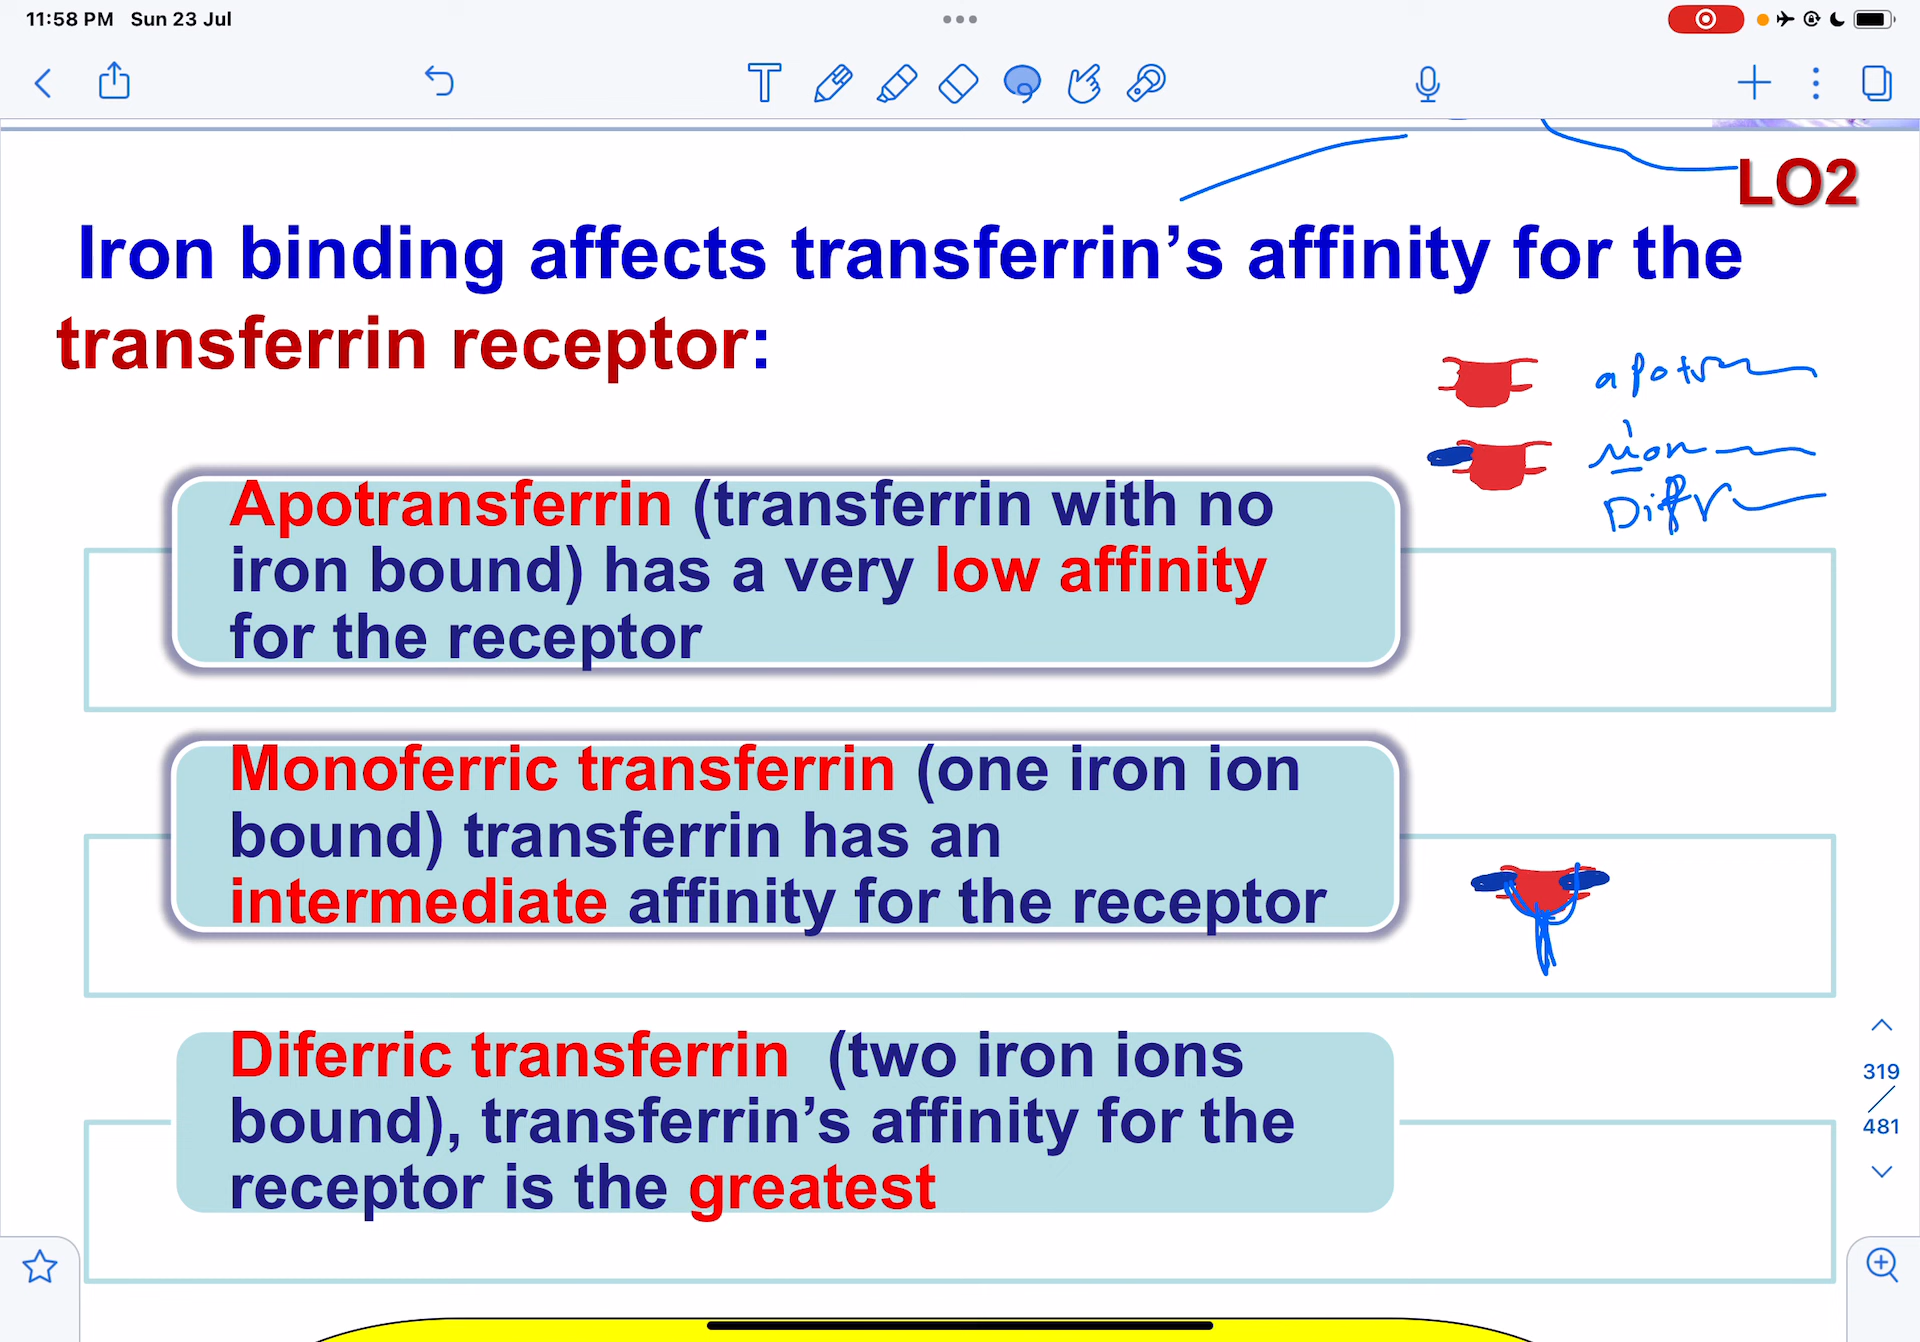 11:58 PM Sun 23 Jul
LO2
Iron binding affects transferrin’s affinity for the
transferrin receptor:
Apotransferrin (transferrin with no
iron bound) has a very low affinity
for the receptor
Monoferric transferrin (one iron ion
bound) transferrin has an
intermediate affinity for the receptor
Diferric transferrin (two iron ions
bound), transferrin’s affinity for the
receptor is the greatest
319
481